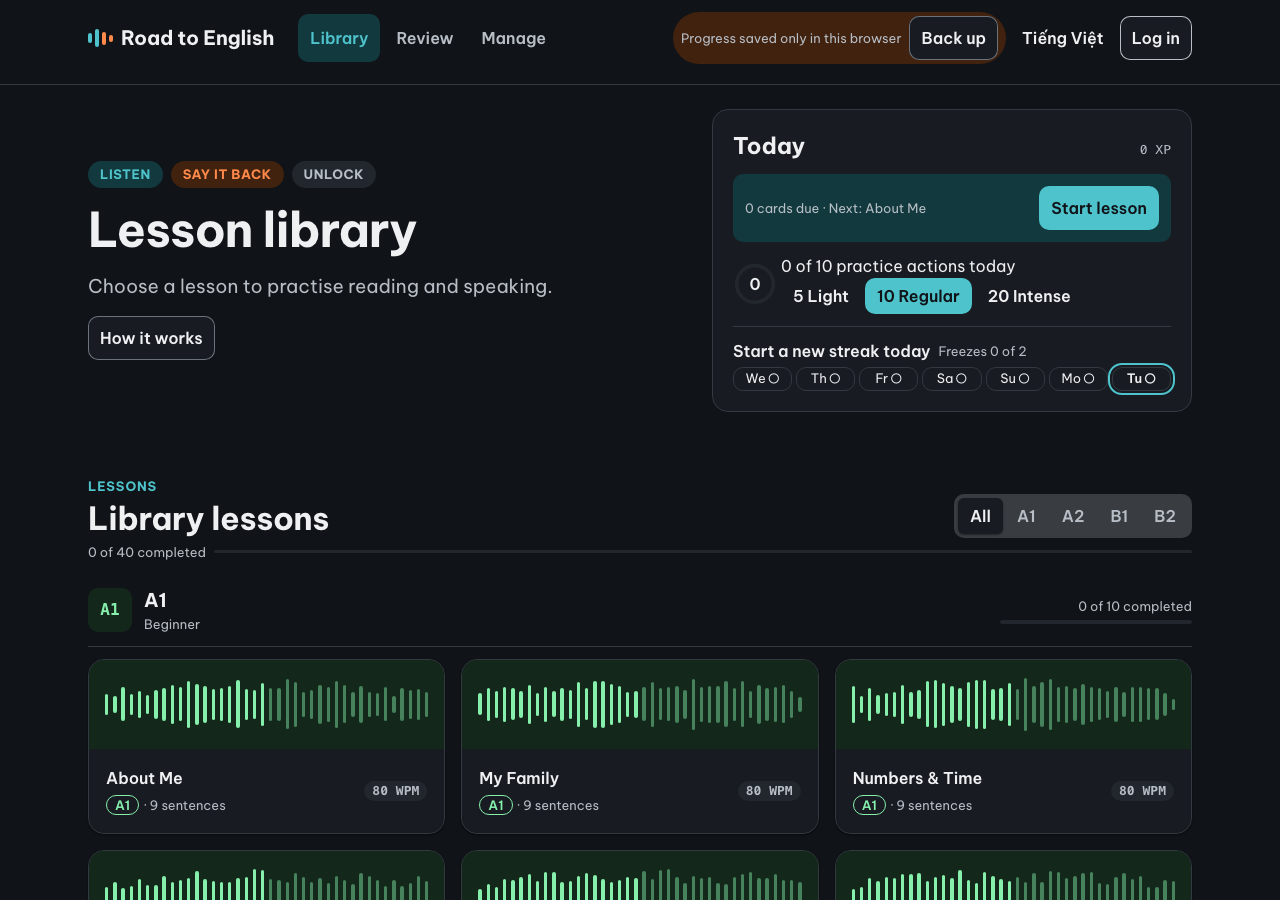 Road to English
Library
Review
Manage
Progress saved only in this browser
Back up
Tiếng Việt
Log in
LISTEN
SAY IT BACK
UNLOCK
Lesson library
Choose a lesson to practise reading and speaking.
How it works
Today
0 XP
0 cards due · Next: About Me
Start lesson
0
0 of 10 practice actions today
5 Light
10 Regular
20 Intense
Start a new streak today
Freezes 0 of 2
We
Th
Fr
Sa
Su
Mo
Tu
LESSONS
Library lessons
All
A1
A2
B1
B2
0 of 40 completed
A1
A1
Beginner
0 of 10 completed
About Me
A1 · 9 sentences
80 WPM
My Family
A1 · 9 sentences
80 WPM
Numbers & Time
A1 · 9 sentences
80 WPM